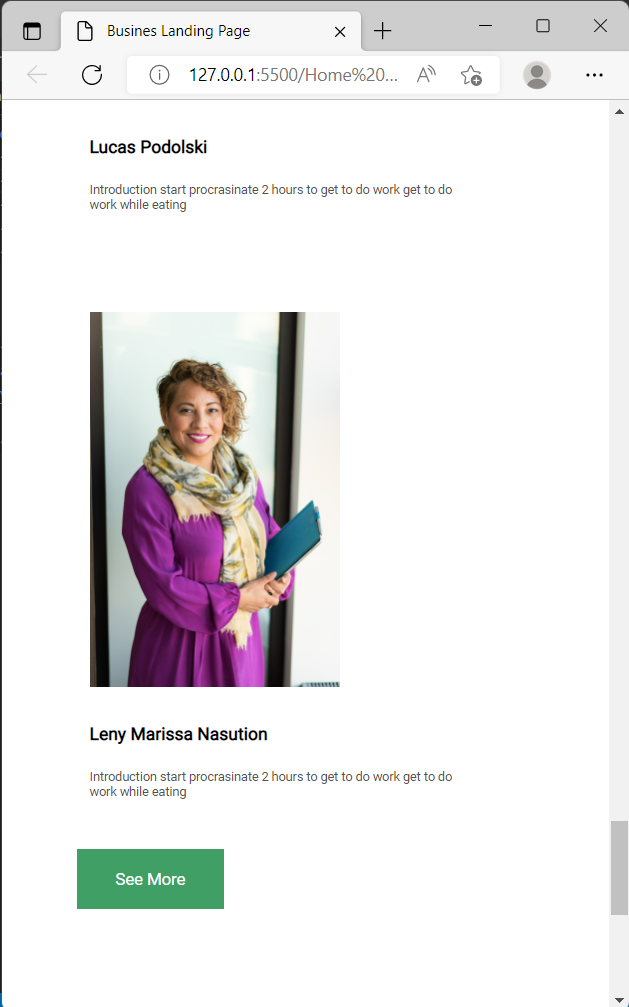 Busines Landing Page
127.0.0.1:5500/Home%20...
Lucas Podolski
Introduction start procrasinate 2 hours to get to do work get to do
work while eating
Leny Marissa Nasution
Introduction start procrasinate 2 hours to get to do work get to do
work while eating
See More